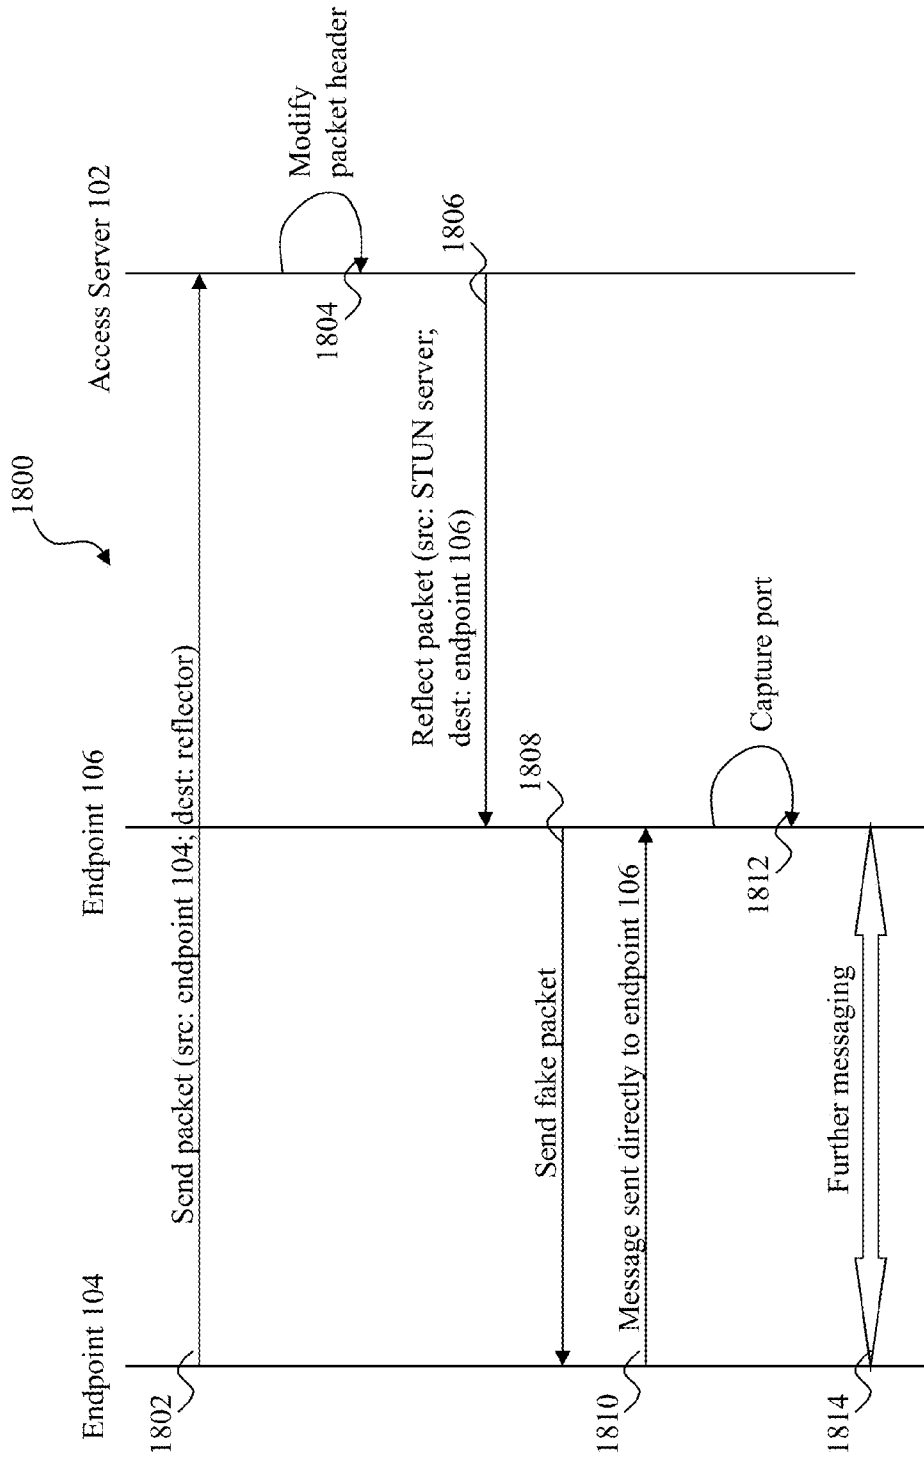 1800
Endpoint 104
Endpoint 106
Access Server 102
1802
Send packet (src: endpoint 104; dest: reflector)
Modify
packet header
1804
1806
Reflect packet (src: STUN server;
dest: endpoint 106)
1808
Send fake packet
1810
Message sent directly to endpoint 106
Capture port
1812
Further messaging
1814